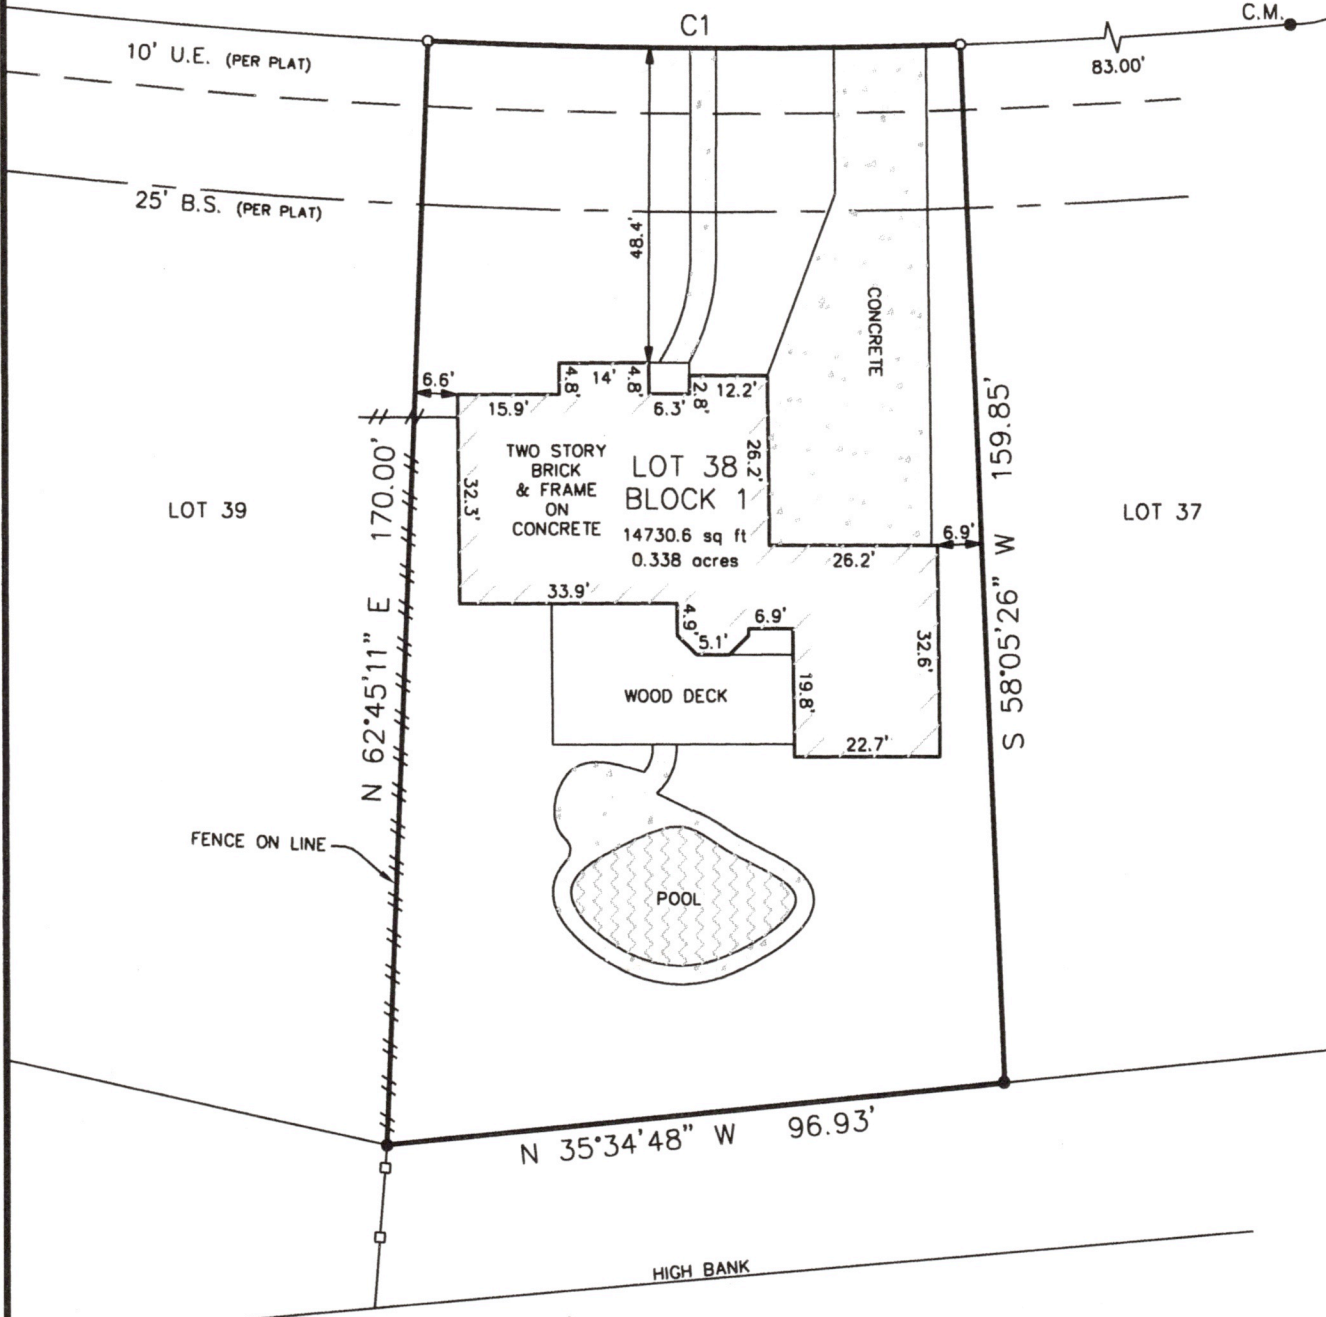 C1
C.M.
10' U.E. (PER PLAT)
83.00'
25' B.S. (PER PLAT)
48.4'
CONCRETE
6.6'
4.8'
14'
4.8'
15.9'
6.3'
2.8'
12.2'
N 62°45'11" E 170.00'
32.3'
TWO STORY
BRICK
& FRAME
ON
CONCRETE
LOT 38
BLOCK 1
14730.6 sq ft
0.338 acres
26.2'
S 58°05'26" W 159.85'
LOT 39
LOT 37
6.9'
26.2'
33.9'
4.9'
5.1'
6.9'
32.6'
WOOD DECK
19.8'
22.7'
FENCE ON LINE
POOL
N 35°34'48" W 96.93'
HIGH BANK